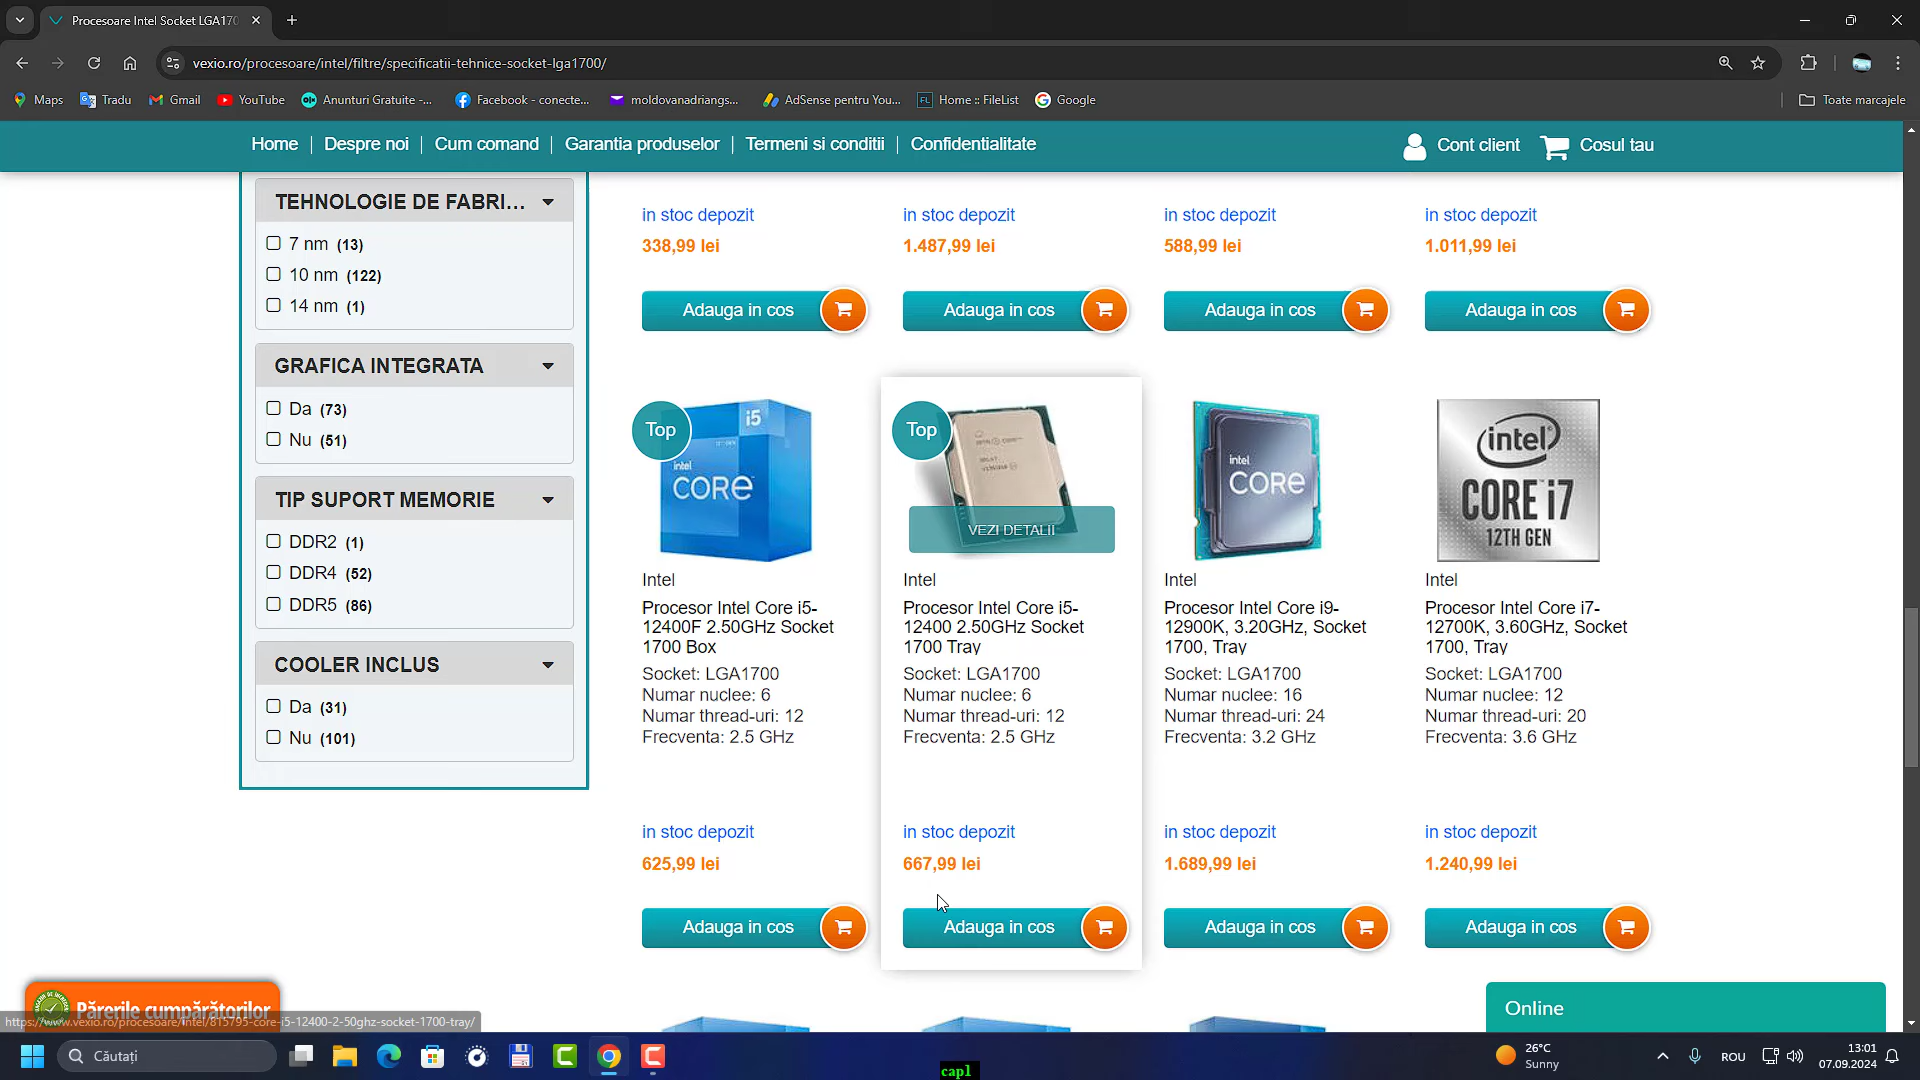 Procesoare Intel Socket LGA170
vexio.ro/procesoare/intel/filtre/specificatii-tehnice-socket-lga1700/
Maps
Tradu
Gmail
YouTube
Anunturi Gratuite -...
Facebook - conecte...
moldovanadriangs...
AdSense pentru You...
FL Home :: FileList
Google
Toate marcajele
Home
Despre noi
Cum comand
Garantia produselor
Termeni si conditii
Confidentialitate
Cont client
Cosul tau
TEHNOLOGIE DE FABRI...
7 nm (13)
10 nm (122)
14 nm (1)
GRAFICA INTEGRATA
Da (73)
Nu (51)
TIP SUPORT MEMORIE
DDR2 (1)
DDR4 (52)
DDR5 (86)
COOLER INCLUS
Da (31)
Nu (101)
in stoc depozit
338,99 lei
Adauga in cos
in stoc depozit
1.487,99 lei
Adauga in cos
in stoc depozit
588,99 lei
Adauga in cos
in stoc depozit
1.011,99 lei
Adauga in cos
Top
i5
intel
CORE
Intel
Procesor Intel Core i5-
12400F 2.50GHz Socket
1700 Box
Socket: LGA1700
Numar nuclee: 6
Numar thread-uri: 12
Frecventa: 2.5 GHz
in stoc depozit
625,99 lei
Adauga in cos
Top
VEZI DETALII
Intel
Procesor Intel Core i5-
12400 2.50GHz Socket
1700 Tray
Socket: LGA1700
Numar nuclee: 6
Numar thread-uri: 12
Frecventa: 2.5 GHz
in stoc depozit
667,99 lei
Adauga in cos
intel
CORE
Intel
Procesor Intel Core i9-
12900K, 3.20GHz, Socket
1700, Tray
Socket: LGA1700
Numar nuclee: 16
Numar thread-uri: 24
Frecventa: 3.2 GHz
in stoc depozit
1.689,99 lei
Adauga in cos
intel
CORE i7
12TH GEN
Intel
Procesor Intel Core i7-
12700K, 3.60GHz, Socket
1700, Tray
Socket: LGA1700
Numar nuclee: 12
Numar thread-uri: 20
Frecventa: 3.6 GHz
in stoc depozit
1.240,99 lei
Adauga in cos
Părerile cumpărătorilor
https://www.vexio.ro/procesoare/intel/815795-core-i5-12400-2-50ghz-socket-1700-tray/
Online
Căutați
capl
26°C
Sunny
ROU
13:01
07.09.2024